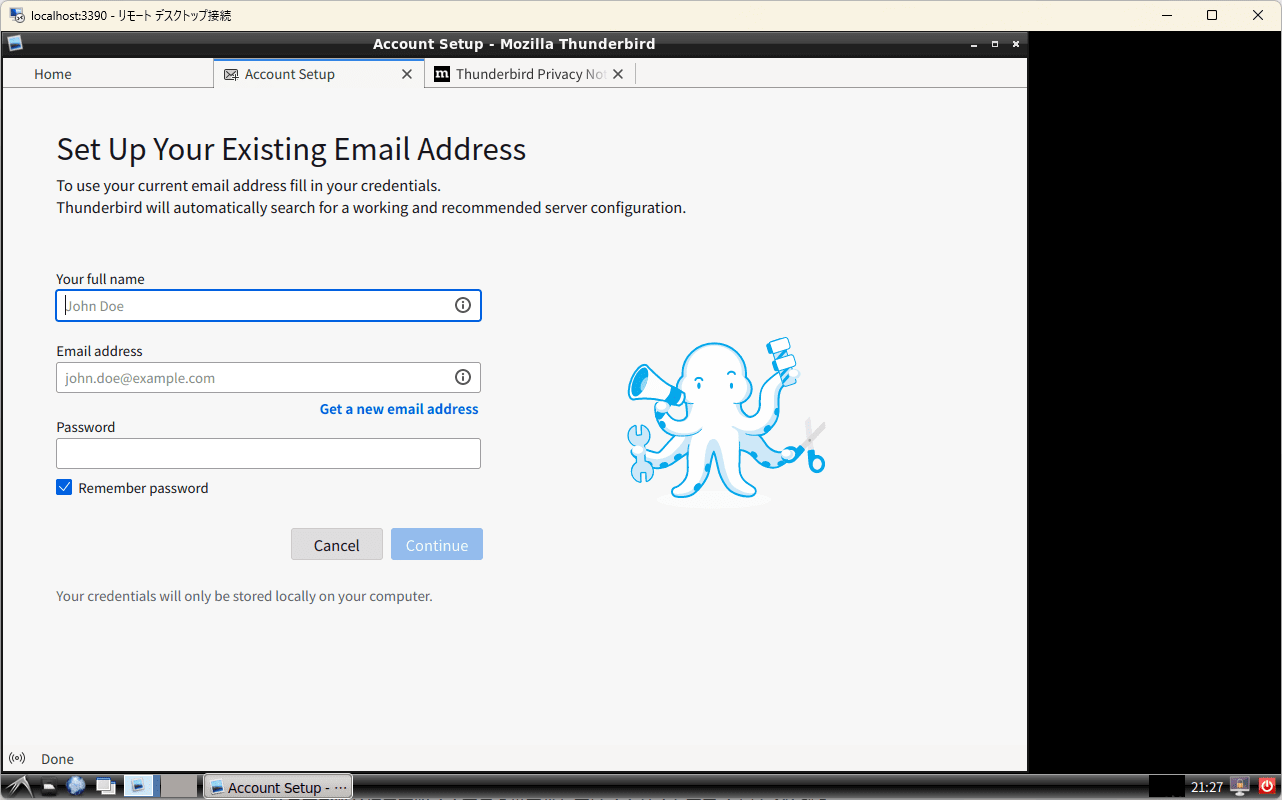 localhost:3390 - リモート デスクトップ接続
Account Setup - Mozilla Thunderbird
Home
Account Setup
m Thunderbird Privacy Not
Set Up Your Existing Email Address
To use your current email address fill in your credentials.
Thunderbird will automatically search for a working and recommended server configuration.
Your full name
John Doe
Email address
john.doe@example.com
Get a new email address
Password
Remember password
Cancel
Continue
Your credentials will only be stored locally on your computer.
Done
Account Setup - ...
21:27